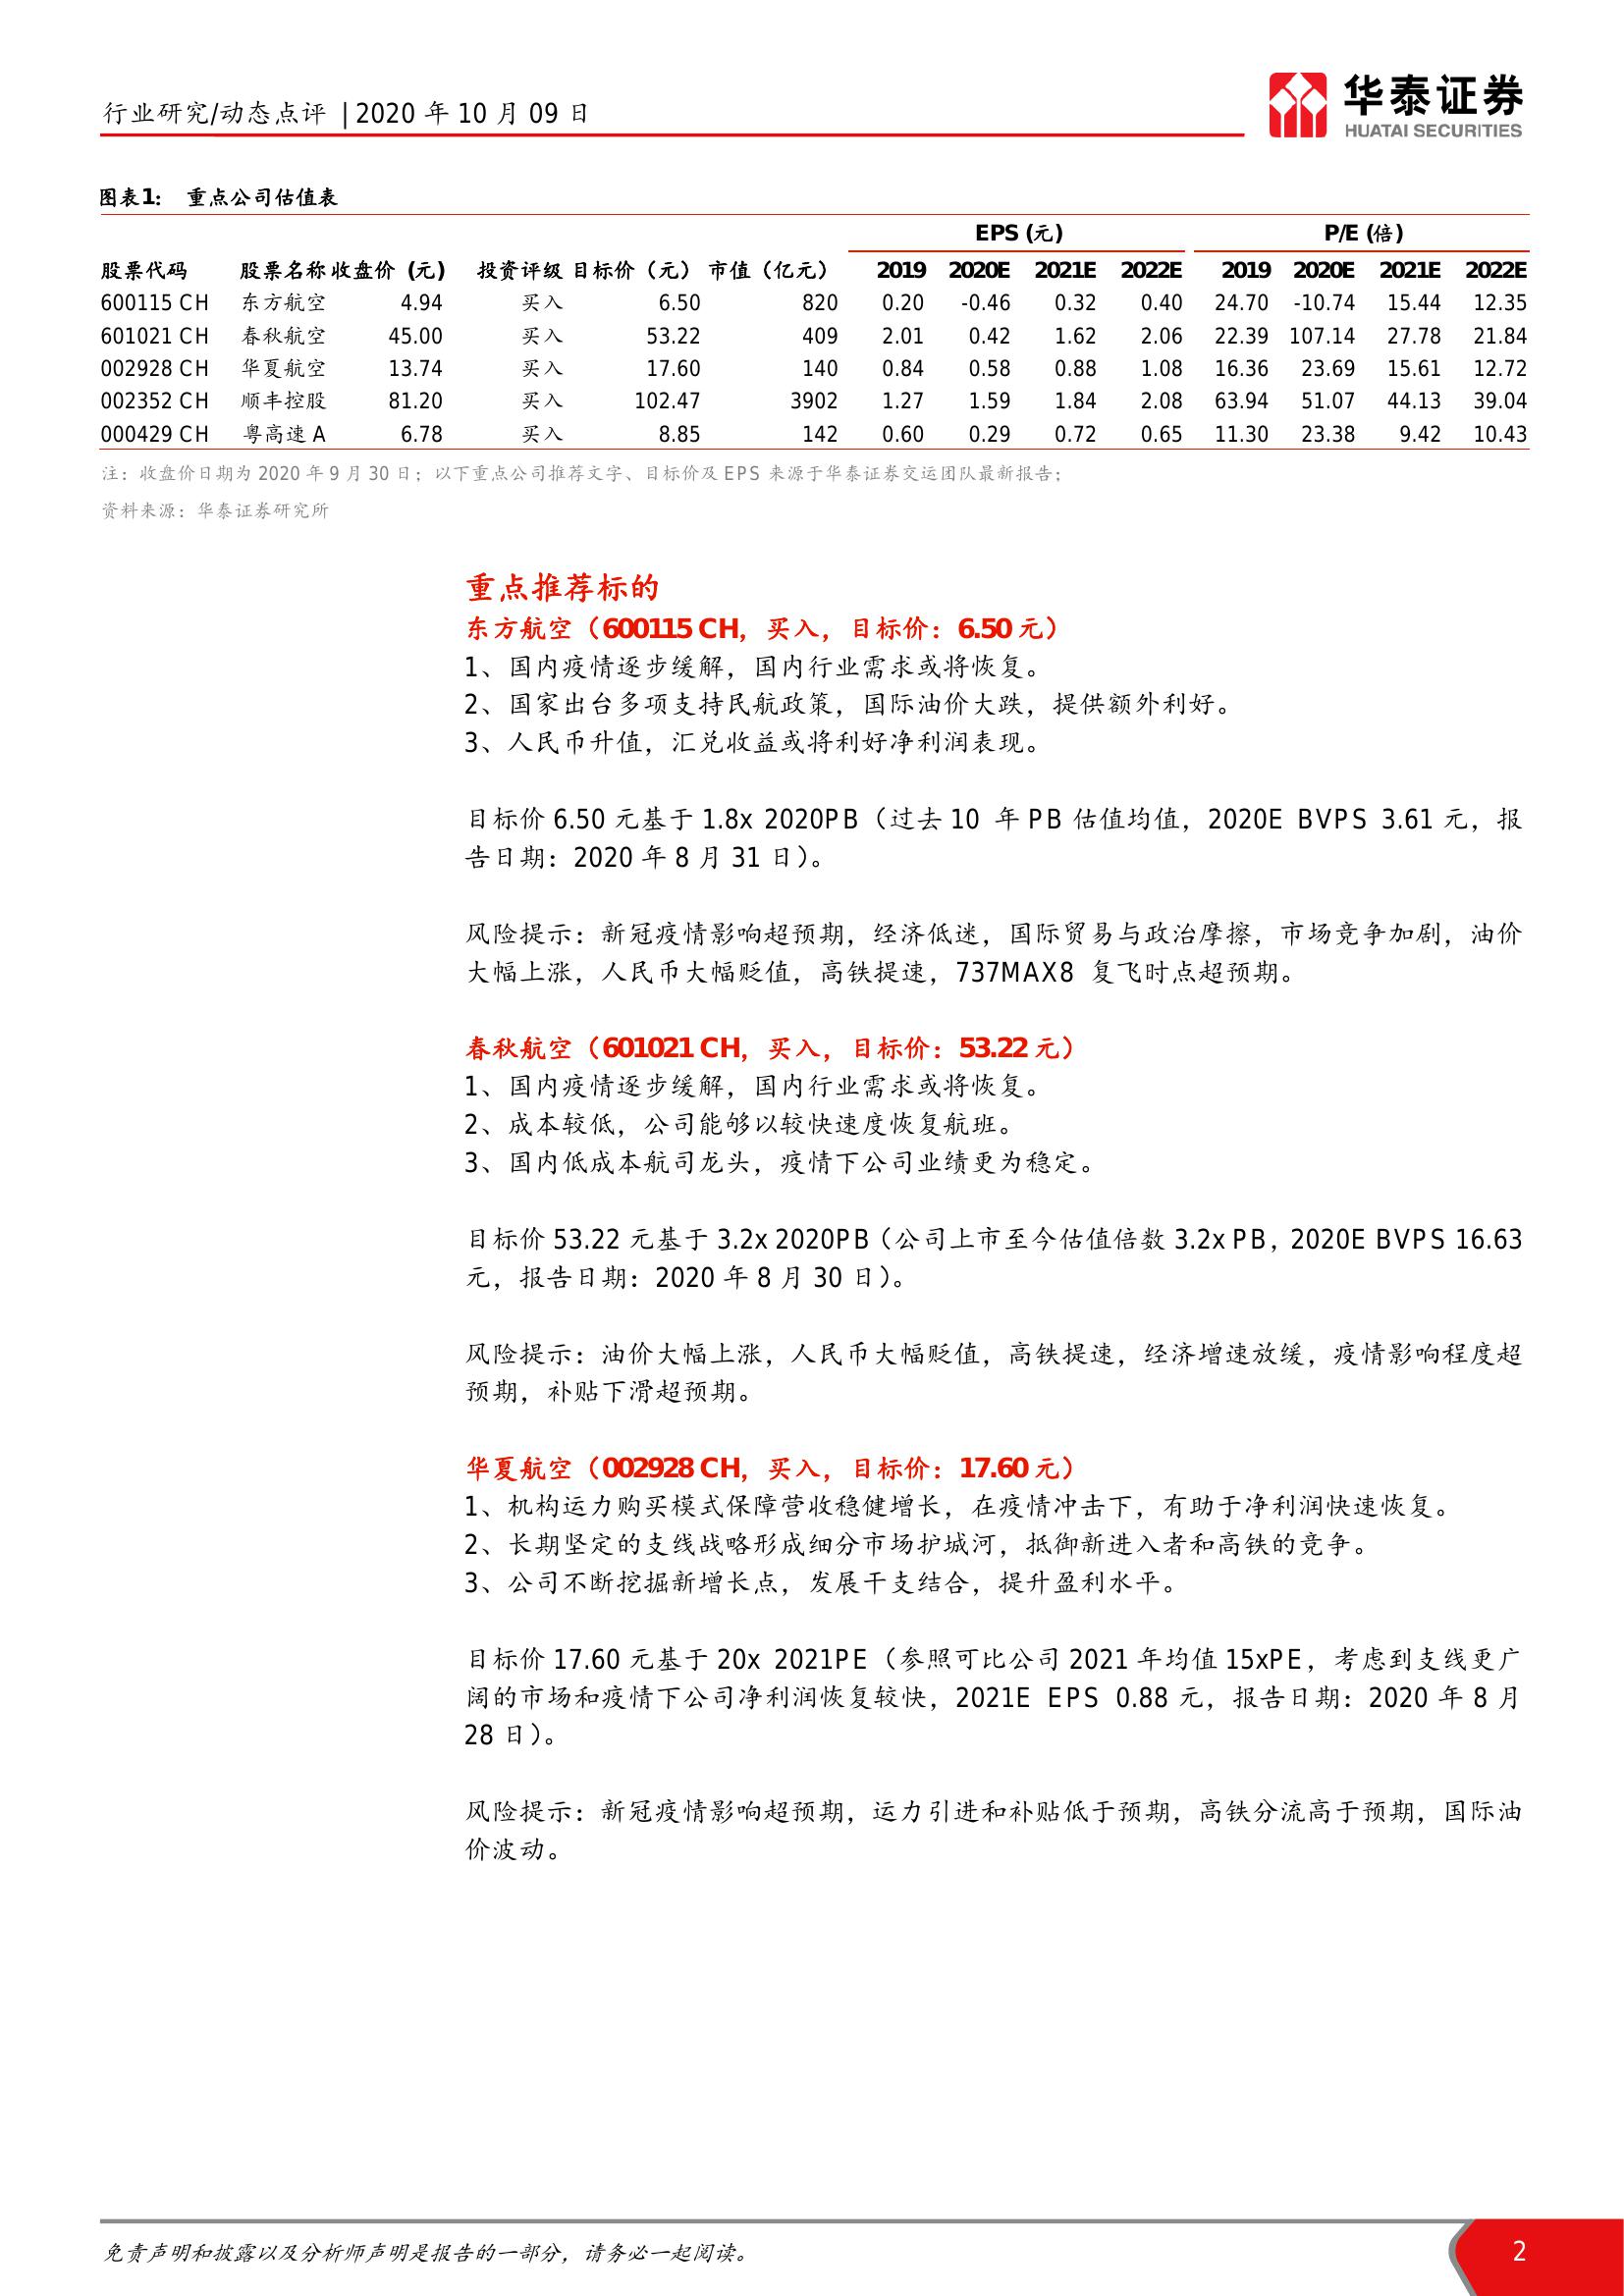 行业研究/动态点评 | 2020 年 10 月 09 日
华泰证券
HUATAI SECURITIES
图表1： 重点公司估值表
EPS (元) P/E (倍)
股票代码 股票名称 收盘价 (元) 投资评级 目标价（元） 市值（亿元） 2019 2020E 2021E 2022E 2019 2020E 2021E 2022E
600115 CH 东方航空 4.94 买入 6.50 820 0.20 -0.46 0.32 0.40 24.70 -10.74 15.44 12.35
601021 CH 春秋航空 45.00 买入 53.22 409 2.01 0.42 1.62 2.06 22.39 107.14 27.78 21.84
002928 CH 华夏航空 13.74 买入 17.60 140 0.84 0.58 0.88 1.08 16.36 23.69 15.61 12.72
002352 CH 顺丰控股 81.20 买入 102.47 3902 1.27 1.59 1.84 2.08 63.94 51.07 44.13 39.04
000429 CH 粤高速 A 6.78 买入 8.85 142 0.60 0.29 0.72 0.65 11.30 23.38 9.42 10.43
注：收盘价日期为 2020 年 9 月 30 日；以下重点公司推荐文字、目标价及 EPS 来源于华泰证券交运团队最新报告；
资料来源：华泰证券研究所
重点推荐标的
东方航空（600115 CH，买入，目标价：6.50 元）
1、国内疫情逐步缓解，国内行业需求或将恢复。
2、国家出台多项支持民航政策，国际油价大跌，提供额外利好。
3、人民币升值，汇兑收益或将利好净利润表现。
目标价 6.50 元基于 1.8x 2020PB（过去 10 年 PB 估值均值，2020E BVPS 3.61 元，报
告日期：2020 年 8 月 31 日）。
风险提示：新冠疫情影响超预期，经济低迷，国际贸易与政治摩擦，市场竞争加剧，油价
大幅上涨，人民币大幅贬值，高铁提速，737MAX8 复飞时点超预期。
春秋航空（601021 CH，买入，目标价：53.22 元）
1、国内疫情逐步缓解，国内行业需求或将恢复。
2、成本较低，公司能够以较快速度恢复航班。
3、国内低成本航司龙头，疫情下公司业绩更为稳定。
目标价 53.22 元基于 3.2x 2020PB（公司上市至今估值倍数 3.2x PB，2020E BVPS 16.63
元，报告日期：2020 年 8 月 30 日）。
风险提示：油价大幅上涨，人民币大幅贬值，高铁提速，经济增速放缓，疫情影响程度超
预期，补贴下滑超预期。
华夏航空（002928 CH，买入，目标价：17.60 元）
1、机构运力购买模式保障营收稳健增长，在疫情冲击下，有助于净利润快速恢复。
2、长期坚定的支线战略形成细分市场护城河，抵御新进入者和高铁的竞争。
3、公司不断挖掘新增长点，发展干支结合，提升盈利水平。
目标价 17.60 元基于 20x 2021PE（参照可比公司 2021 年均值 15xPE，考虑到支线更广
阔的市场和疫情下公司净利润恢复较快，2021E EPS 0.88 元，报告日期：2020 年 8 月
28 日）。
风险提示：新冠疫情影响超预期，运力引进和补贴低于预期，高铁分流高于预期，国际油
价波动。
免责声明和披露以及分析师声明是报告的一部分，请务必一起阅读。 2